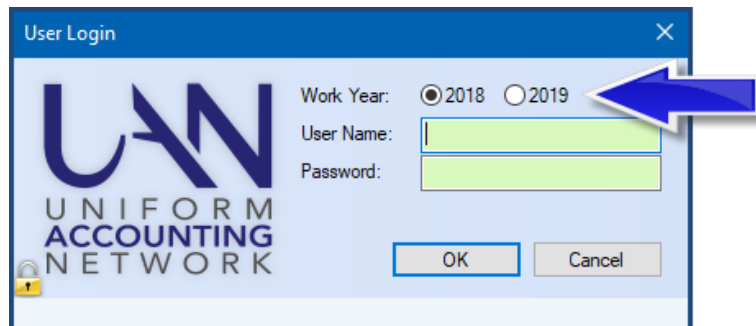 User Login
UAN
UNIFORM
ACCOUNTING
NETWORK
Work Year: 2018 2019
User Name:
Password:
OK Cancel